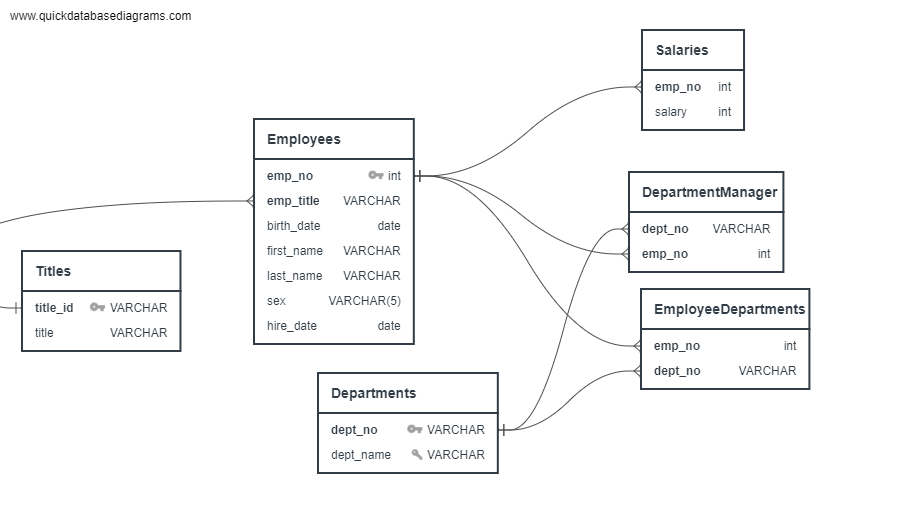 www.quickdatabasediagrams.com
Salaries
emp_no int
salary int
Employees
emp_no int
emp_title VARCHAR
birth_date date
first_name VARCHAR
last_name VARCHAR
sex VARCHAR(5)
hire_date date
DepartmentManager
dept_no VARCHAR
emp_no int
Titles
title_id VARCHAR
title VARCHAR
EmployeeDepartments
emp_no int
dept_no VARCHAR
Departments
dept_no VARCHAR
dept_name VARCHAR